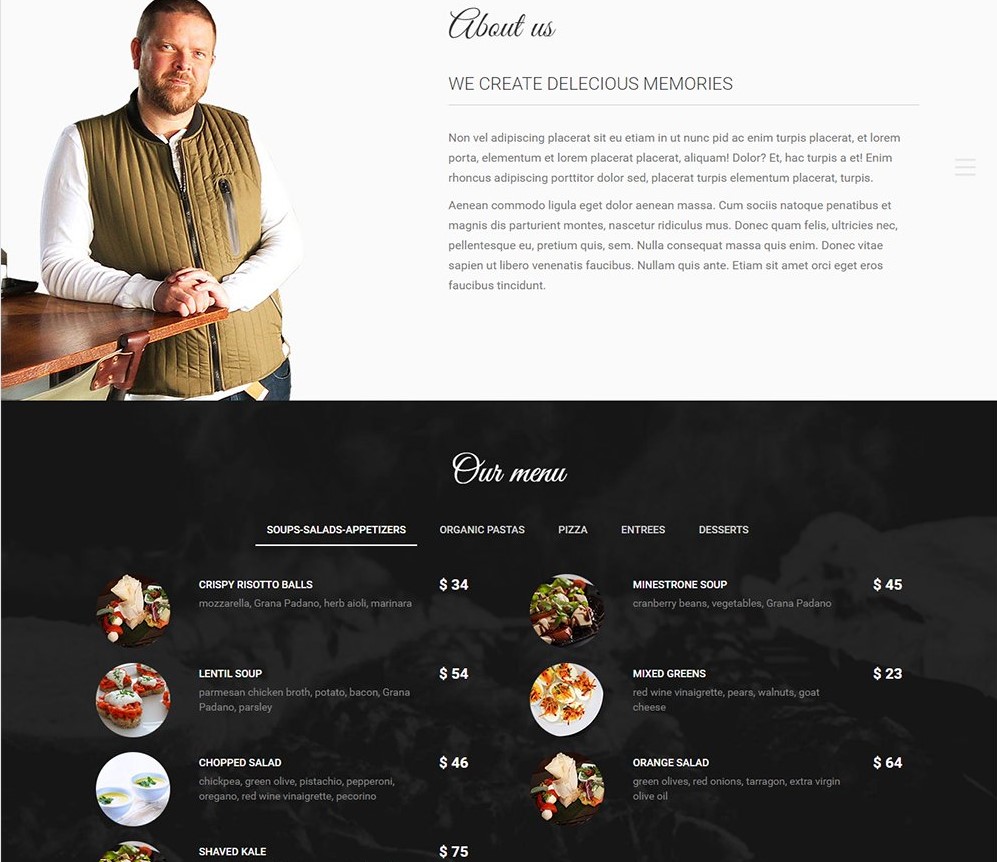 About us
WE CREATE DELECIOUS MEMORIES
Non vel adipiscing placerat sit eu etiam in ut nunc pid ac enim turpis placerat, et lorem
porta, elementum et lorem placerat placerat, aliquam! Dolor? Et, hac turpis a et! Enim
rhoncus adipiscing porttitor dolor sed, placerat turpis elementum placerat, turpis.
Aenean commodo ligula eget dolor aenean massa. Cum sociis natoque penatibus et
magnis dis parturient montes, nascetur ridiculus mus. Donec quam felis, ultricies nec,
pellentesque eu, pretium quis, sem. Nulla consequat massa quis enim. Donec vitae
sapien ut libero venenatis faucibus. Nullam quis ante. Etiam sit amet orci eget eros
faucibus tincidunt.
Our menu
SOUPS-SALADS-APPETIZERS ORGANIC PASTAS PIZZA ENTREES DESSERTS
CRISPY RISOTTO BALLS $ 34
mozzarella, Grana Padano, herb aioli, marinara
MINESTRONE SOUP $ 45
cranberry beans, vegetables, Grana Padano
LENTIL SOUP $ 54
parmesan chicken broth, potato, bacon, Grana
Padano, parsley
MIXED GREENS $ 23
red wine vinaigrette, pears, walnuts, goat
cheese
CHOPPED SALAD $ 46
chickpea, green olive, pistachio, pepperoni,
oregano, red wine vinaigrette, pecorino
ORANGE SALAD $ 64
green olives, red onions, tarragon, extra virgin
olive oil
SHAVED KALE $ 75